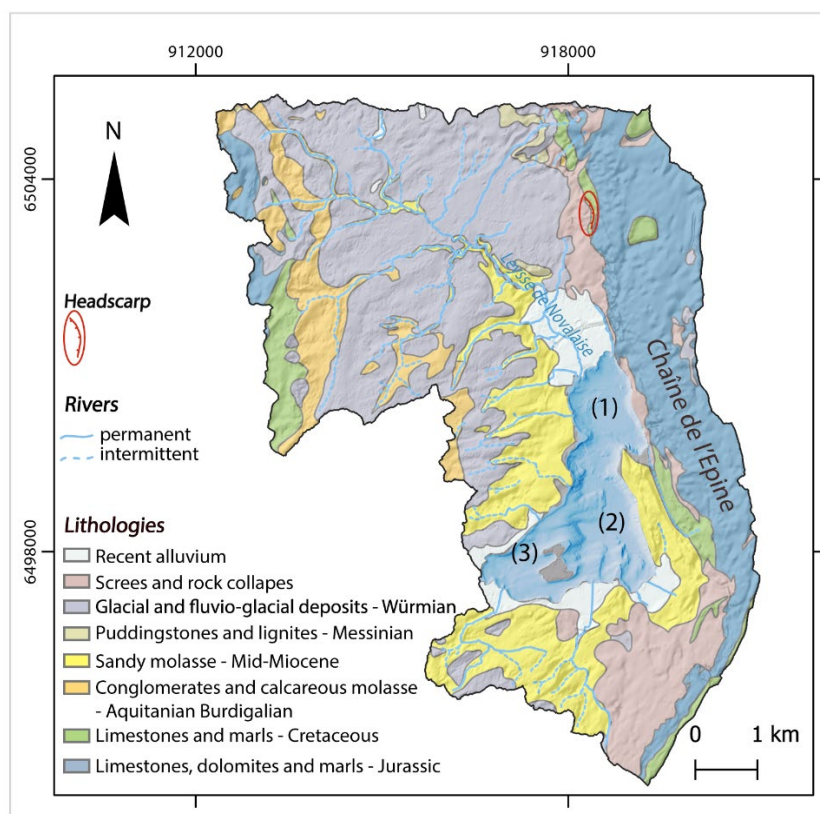 912000
918000
N
6504000
Headscarp
Leysse de Novalaise
Rivers
permanent
intermittent
(1)
Chaîne de l'Epine
(2)
Lithologies
6498000
(3)
Recent alluvium
Screes and rock collapes
Glacial and fluvio-glacial deposits - Würmian
Puddingstones and lignites - Messinian
Sandy molasse - Mid-Miocene
Conglomerates and calcareous molasse
- Aquitanian Burdigalian
Limestones and marls - Cretaceous
Limestones, dolomites and marls - Jurassic
0 1 km